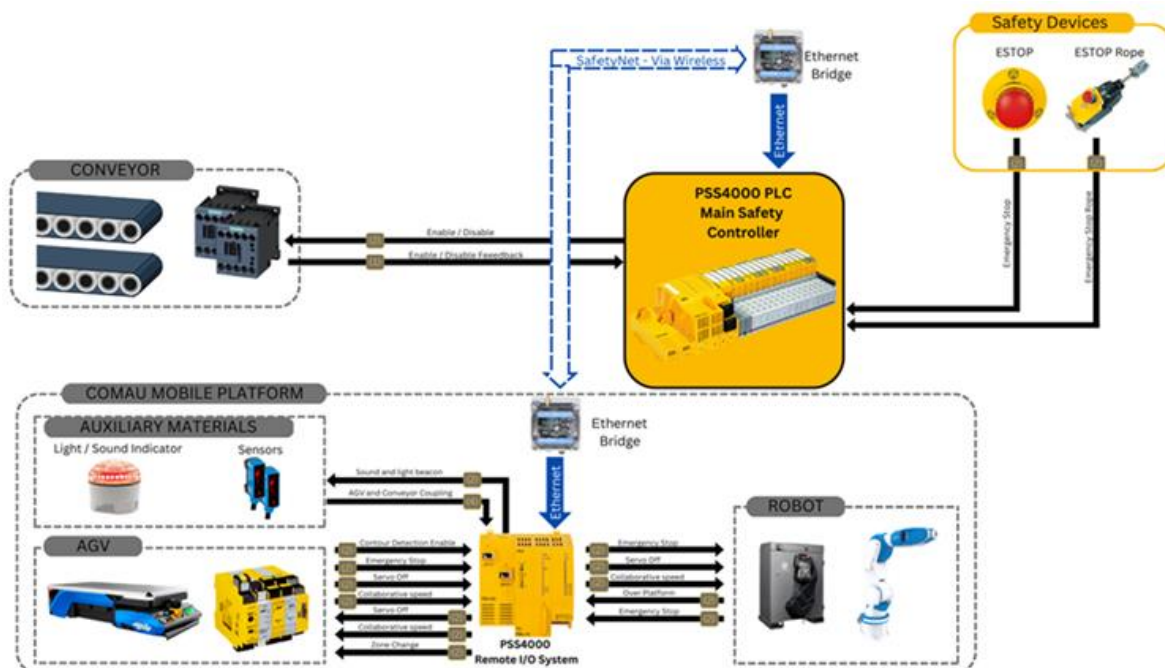 Safety Devices
ESTOP
ESTOP Rope
Ethernet
Bridge
SafetyNet - Via Wireless
Ethernet
Emergency Stop
Emergency Stop Rope
CONVEYOR
Enable / Disable
Enable / Disable Feeedback
PSS4000 PLC
Main Safety
Controller
COMAU MOBILE PLATFORM
AUXILIARY MATERIALS
Light / Sound Indicator
Sensors
Ethernet
Bridge
Ethernet
Sound and light beacon
AGV and Conveyor Coupling
AGV
Contour Detection Enable
Emergency Stop
Servo Off
Collaborative speed
Servo Off
Collaborative speed
Zone Change
PSS4000
Remote I/O System
Emergency Stop
Servo Off
Collaborative speed
Over Platform
Emergency Stop
ROBOT
agile